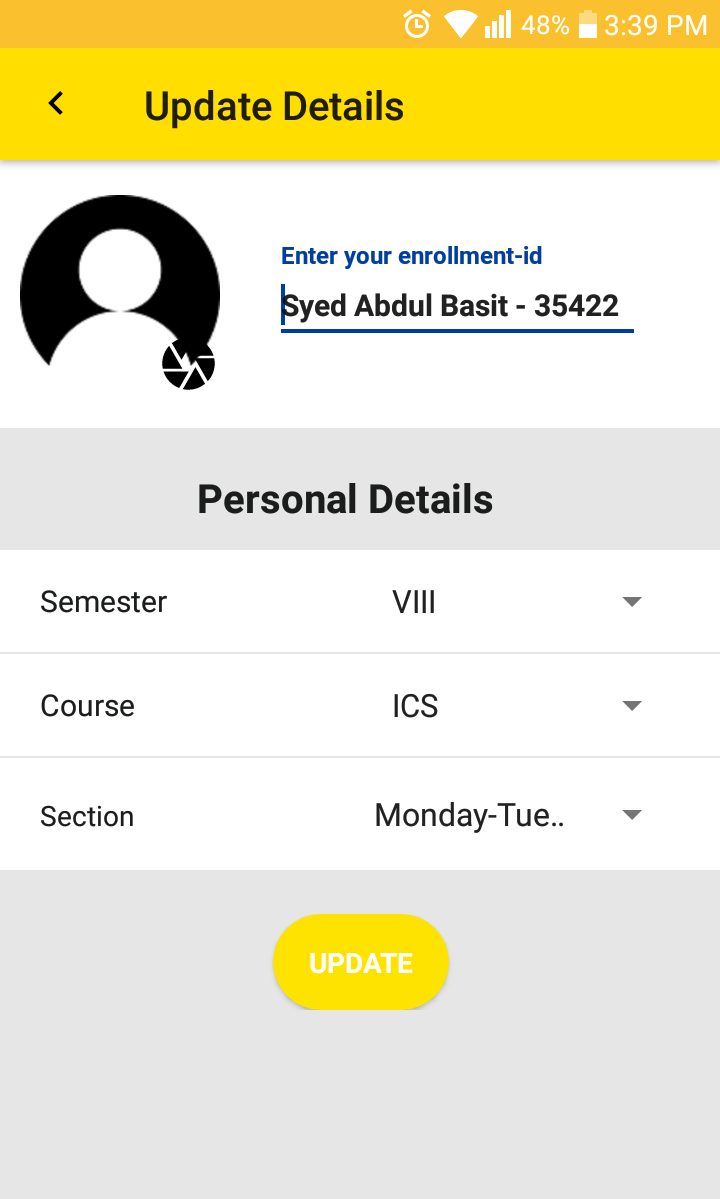 48% 3:39 PM
Update Details
Enter your enrollment-id
Syed Abdul Basit - 35422
Personal Details
Semester VIII
Course ICS
Section Monday-Tue..
UPDATE